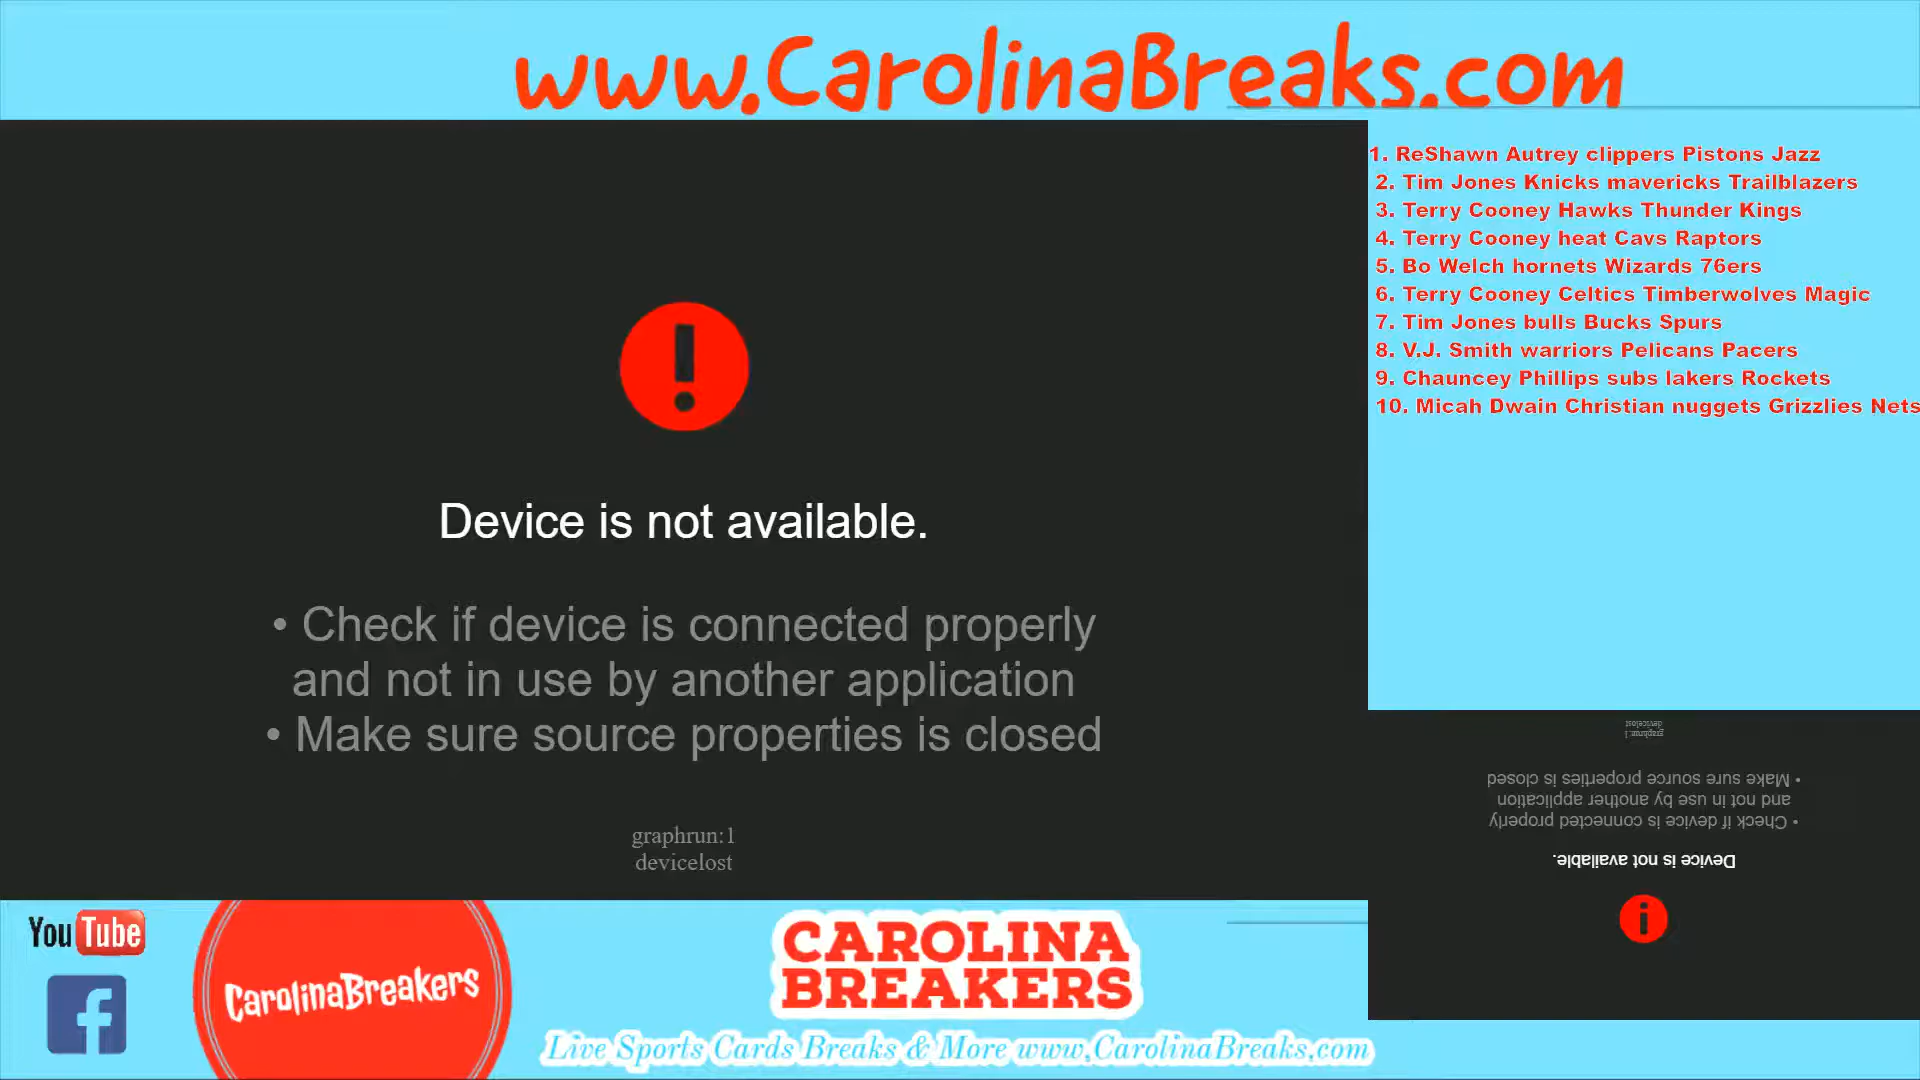 www.CarolinaBreaks.com
1. ReShawn Autrey clippers Pistons Jazz
2. Tim Jones Knicks mavericks Trailblazers
3. Terry Cooney Hawks Thunder Kings
4. Terry Cooney heat Cavs Raptors
5. Bo Welch hornets Wizards 76ers
6. Terry Cooney Celtics Timberwolves Magic
7. Tim Jones bulls Bucks Spurs
8. V.J. Smith warriors Pelicans Pacers
9. Chauncey Phillips subs lakers Rockets
10. Micah Dwain Christian nuggets Grizzlies Nets
Device is not available.
• Check if device is connected properly
and not in use by another application
• Make sure source properties is closed
graphrun:1
devicelost
Device is not available.
• Check if device is connected properly
and not in use by another application
• Make sure source properties is closed
graphrun:1
devicelost
YouTube
CarolinaBreakers
CAROLINA
BREAKERS
Live Sports Cards Breaks & More www.CarolinaBreaks.com